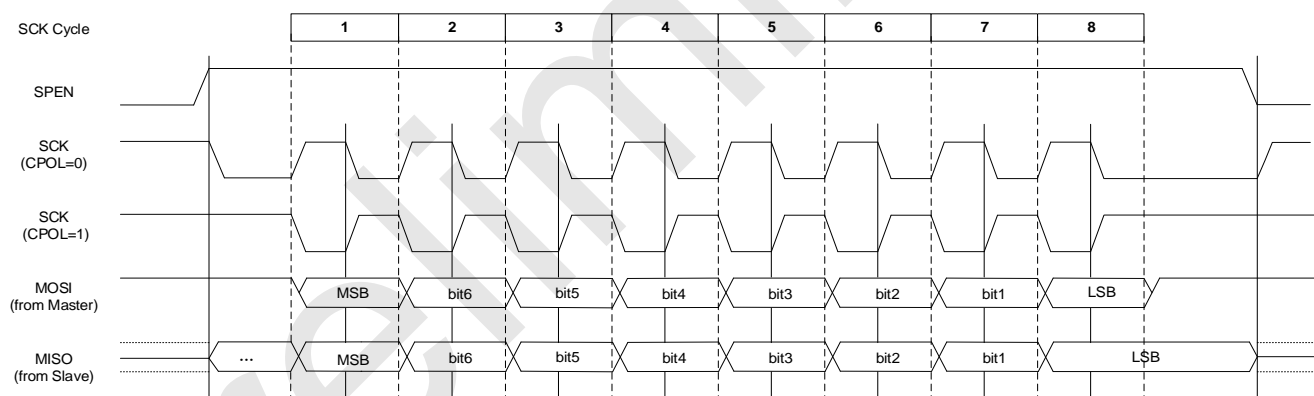 SCK Cycle 1 2 3 4 5 6 7 8
SPEN
SCK
(CPOL=0)
SCK
(CPOL=1)
MOSI
(from Master)
MSB bit6 bit5 bit4 bit3 bit2 bit1 LSB
MISO
(from Slave)
... MSB bit6 bit5 bit4 bit3 bit2 bit1 LSB